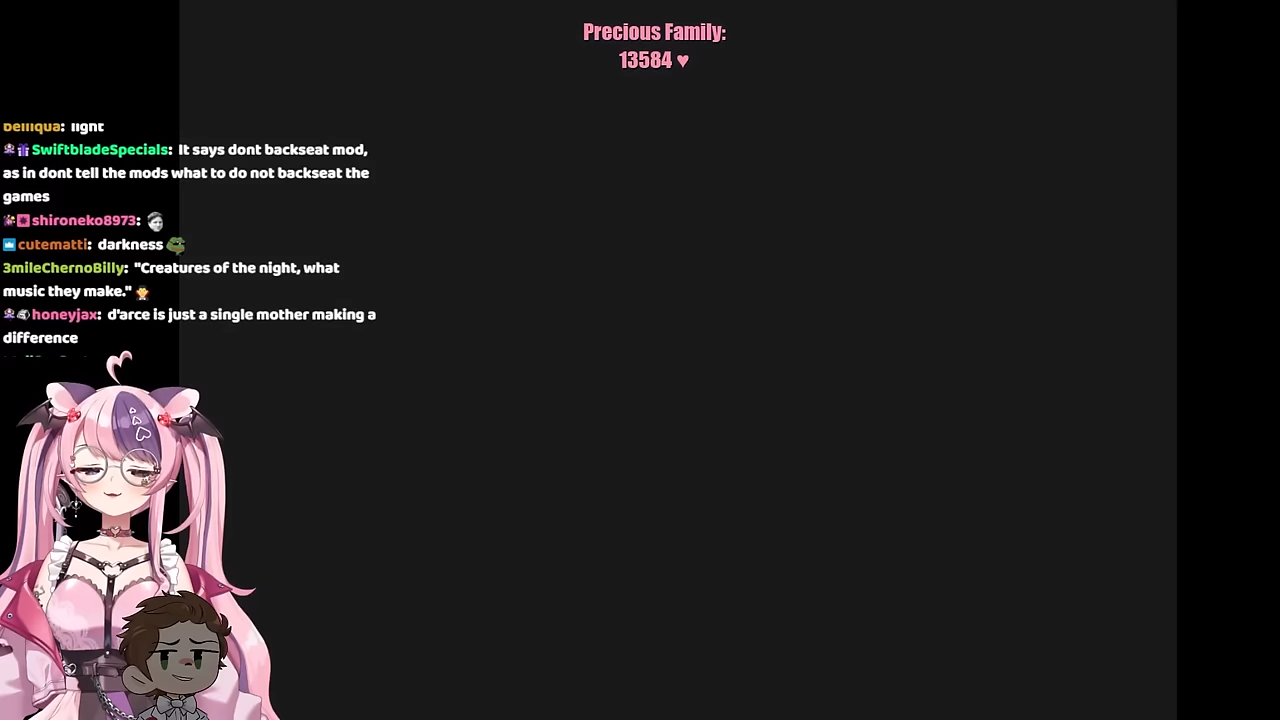 Precious Family:
13584 ♥
belliqua: light
SwiftbladeSpecials: It says dont backseat mod,
as in dont tell the mods what to do not backseat the
games
shironeko8973:
cutematti: darkness
3mileChernoBilly: "Creatures of the night, what
music they make."
honeyjax: d'arce is just a single mother making a
difference